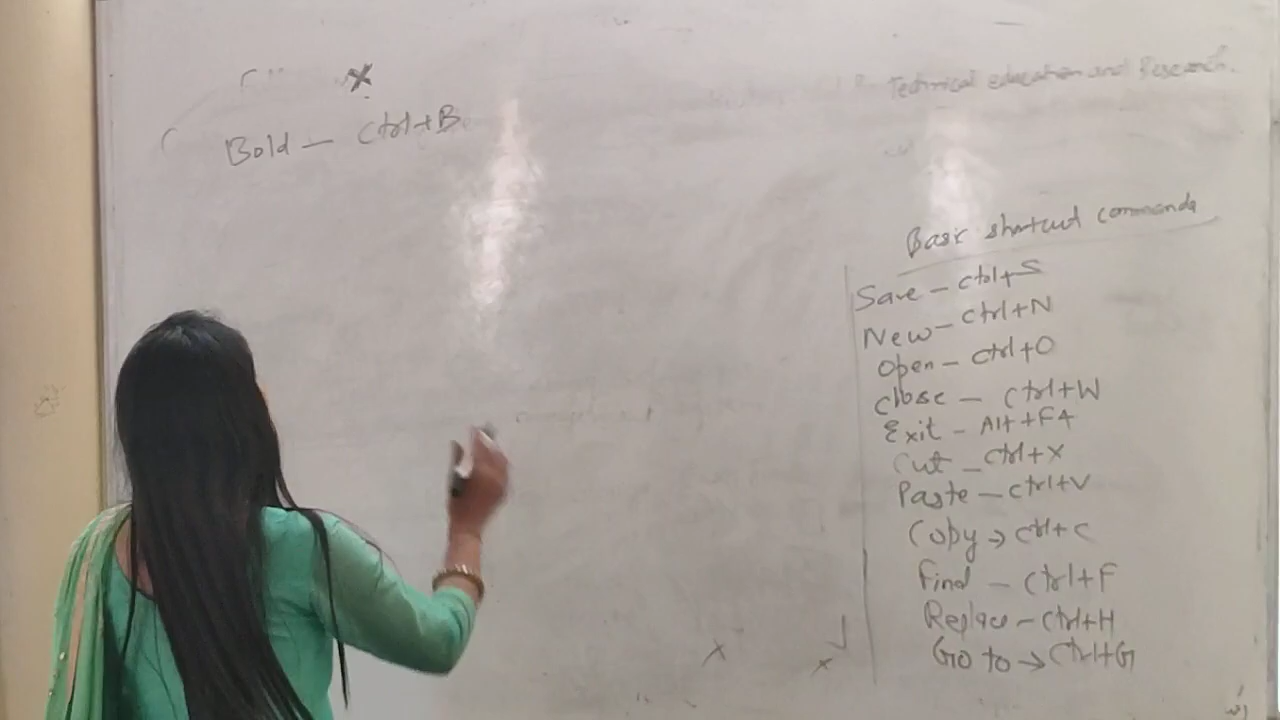 Technical education and Research.
Bold — Ctrl+B
Basic shortcut commands
Save — Ctrl+S
New — Ctrl+N
Open — Ctrl+O
Close — Ctrl+W
Exit — Alt+F4
Cut — Ctrl+X
Paste — Ctrl+V
Copy → Ctrl+C
Find — Ctrl+F
Replace — Ctrl+H
Go to → Ctrl+G